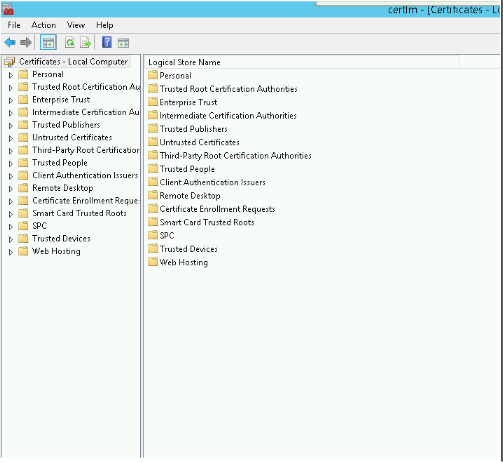 certlm - [Certificates - Lo
File Action View Help
Certificates - Local Computer
Personal
Trusted Root Certification Au
Enterprise Trust
Intermediate Certification Au
Trusted Publishers
Untrusted Certificates
Third-Party Root Certification
Trusted People
Client Authentication Issuers
Remote Desktop
Certificate Enrollment Reques
Smart Card Trusted Roots
SPC
Trusted Devices
Web Hosting
Logical Store Name
Personal
Trusted Root Certification Authorities
Enterprise Trust
Intermediate Certification Authorities
Trusted Publishers
Untrusted Certificates
Third-Party Root Certification Authorities
Trusted People
Client Authentication Issuers
Remote Desktop
Certificate Enrollment Requests
Smart Card Trusted Roots
SPC
Trusted Devices
Web Hosting